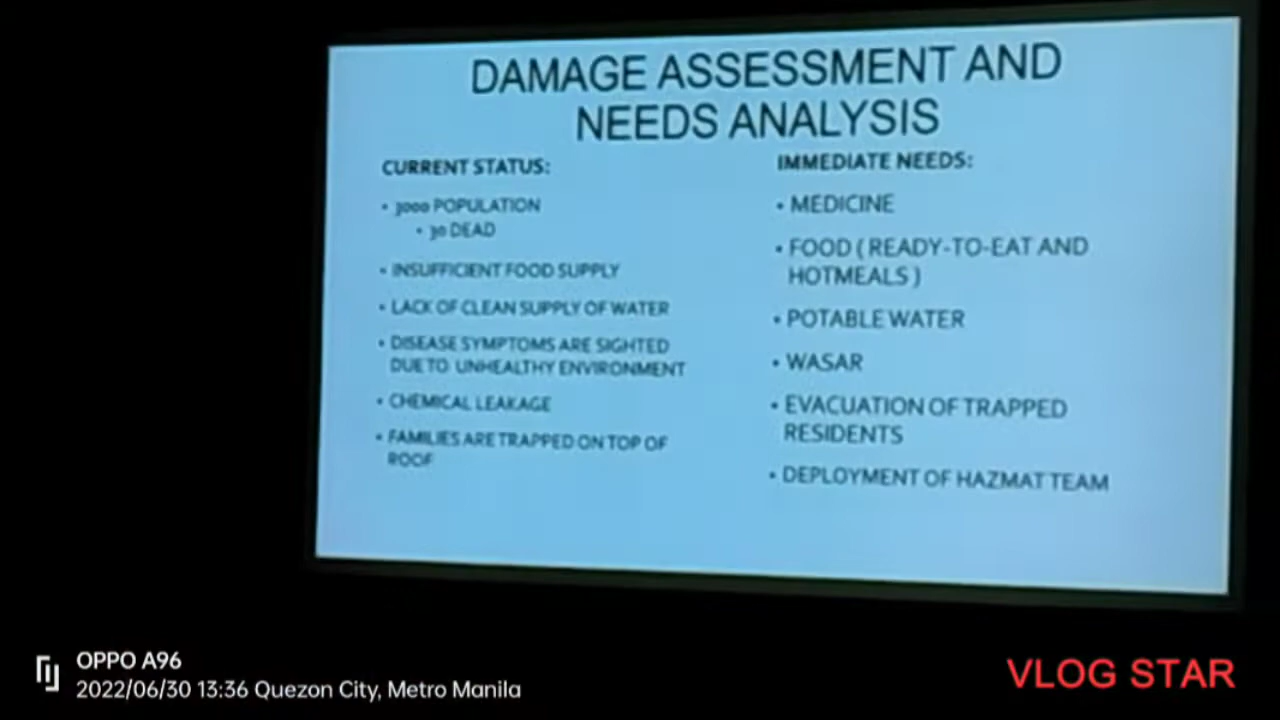 DAMAGE ASSESSMENT AND
NEEDS ANALYSIS
CURRENT STATUS:
• 3000 POPULATION
• 30 DEAD
• INSUFFICIENT FOOD SUPPLY
• LACK OF CLEAN SUPPLY OF WATER
• DISEASE SYMPTOMS ARE SIGHTED
DUE TO UNHEALTHY ENVIRONMENT
• CHEMICAL LEAKAGE
• FAMILIES ARE TRAPPED ON TOP OF
ROOF
IMMEDIATE NEEDS:
• MEDICINE
• FOOD ( READY-TO-EAT AND
HOTMEALS )
• POTABLE WATER
• WASAR
• EVACUATION OF TRAPPED
RESIDENTS
• DEPLOYMENT OF HAZMAT TEAM
OPPO A96
2022/06/30 13:36 Quezon City, Metro Manila
VLOG STAR